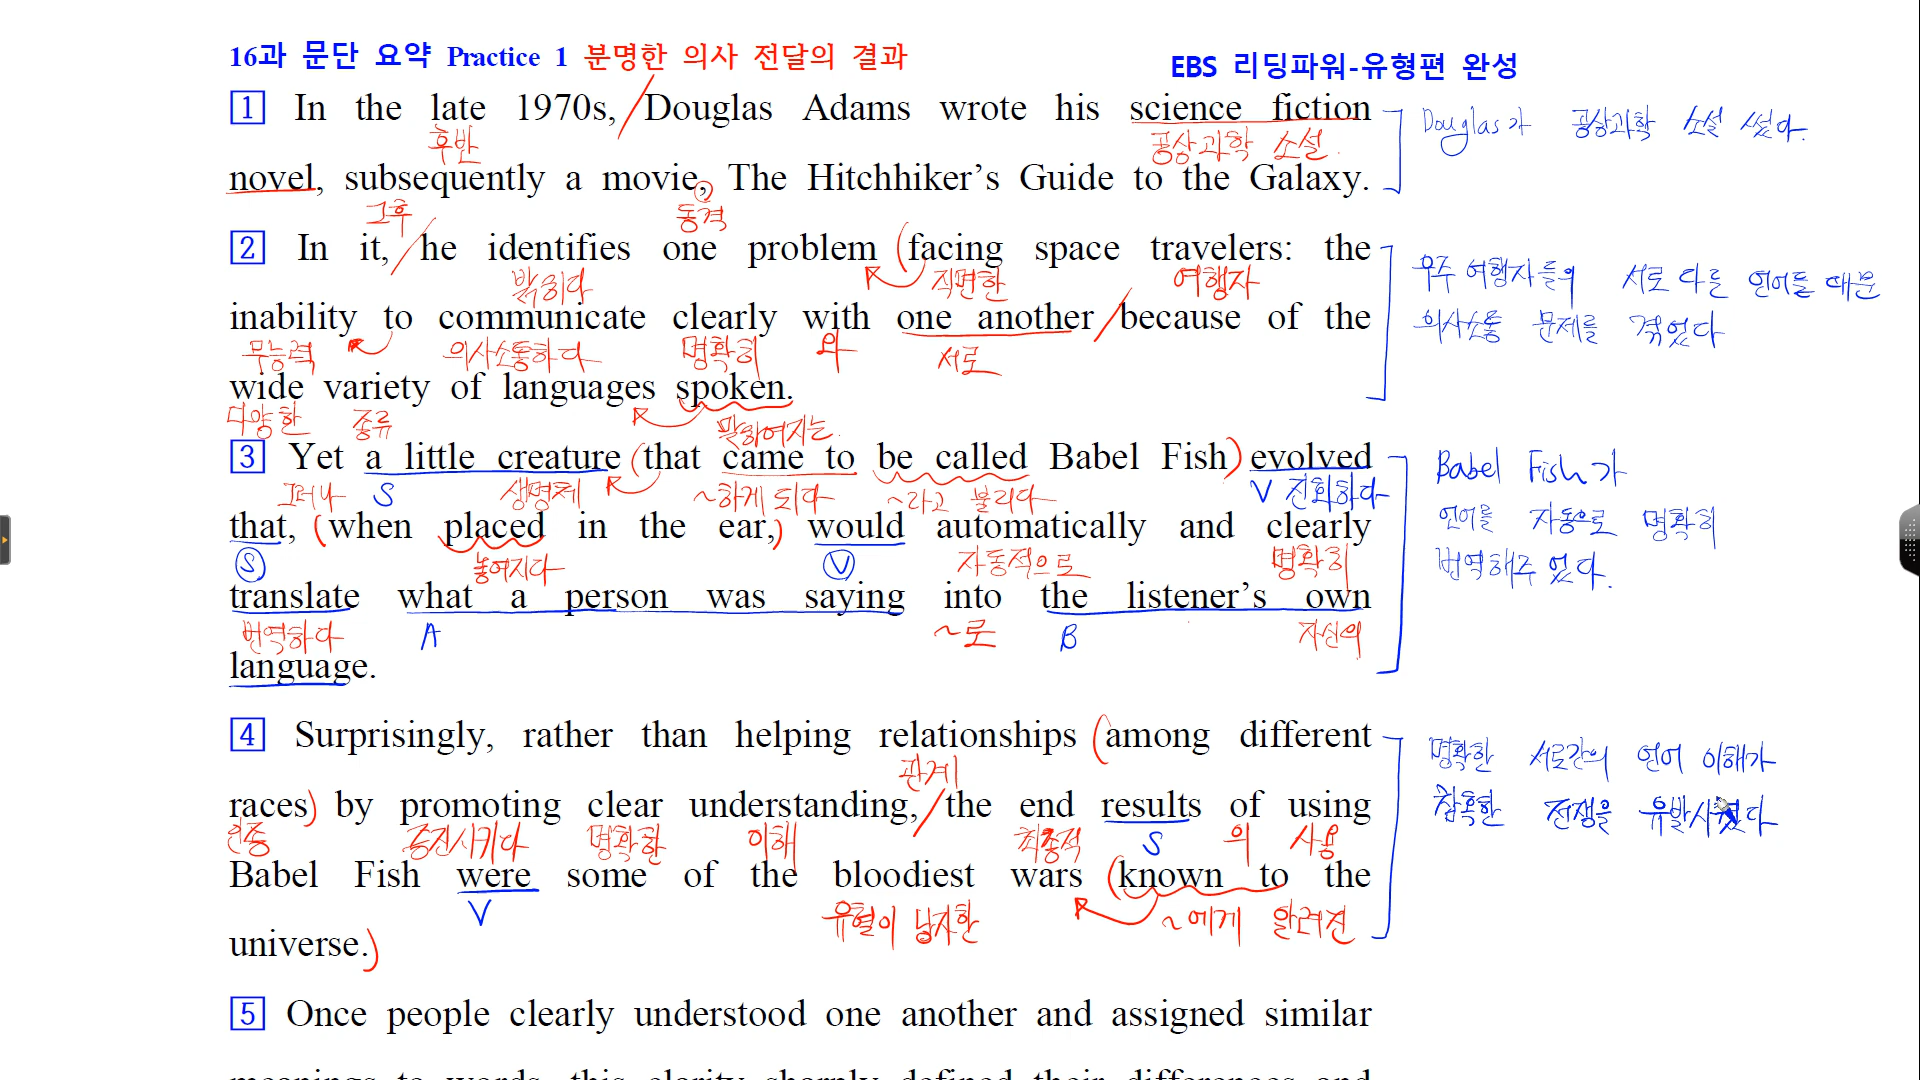 16과 문단 요약 Practice 1 분명한 의사 전달의 결과
EBS 리딩파워-유형편 완성
1 In the late 1970s, Douglas Adams wrote his science fiction
후반 공상과학 소설
novel, subsequently a movie, The Hitchhiker's Guide to the Galaxy.
그후 동격
Douglas가 공상과학 소설 썼다.
2 In it, he identifies one problem facing space travelers: the
밝히다 직면한 여행자
inability to communicate clearly with one another because of the
무능력 의사소통하다 명확히 와 서로
wide variety of languages spoken.
다양한 종류 말하여지는
우주 여행자들의 서로 다른 언어들 때문
의사소통 문제를 겪었다
3 Yet a little creature that came to be called Babel Fish evolved
그러나 S 생명체 ~하게 되다 ~라고 불리다 V 진화하다
that, when placed in the ear, would automatically and clearly
S 놓여지다 V 자동적으로 명확히
translate what a person was saying into the listener's own
번역하다 A ~로 B 자신의
language.
Babel Fish가
언어를 자동으로 명확히
번역해주었다.
4 Surprisingly, rather than helping relationships among different
관계
races by promoting clear understanding, the end results of using
인종 증진시키다 명확한 이해 최종적 S 의 사용
Babel Fish were some of the bloodiest wars known to the
V 유혈이 낭자한 ~에게 알려진
universe.
명확한 서로간의 언어 이해가
참혹한 전쟁을
5 Once people clearly understood one another and assigned similar
meanings to words, this clarity sharply defined their differences and